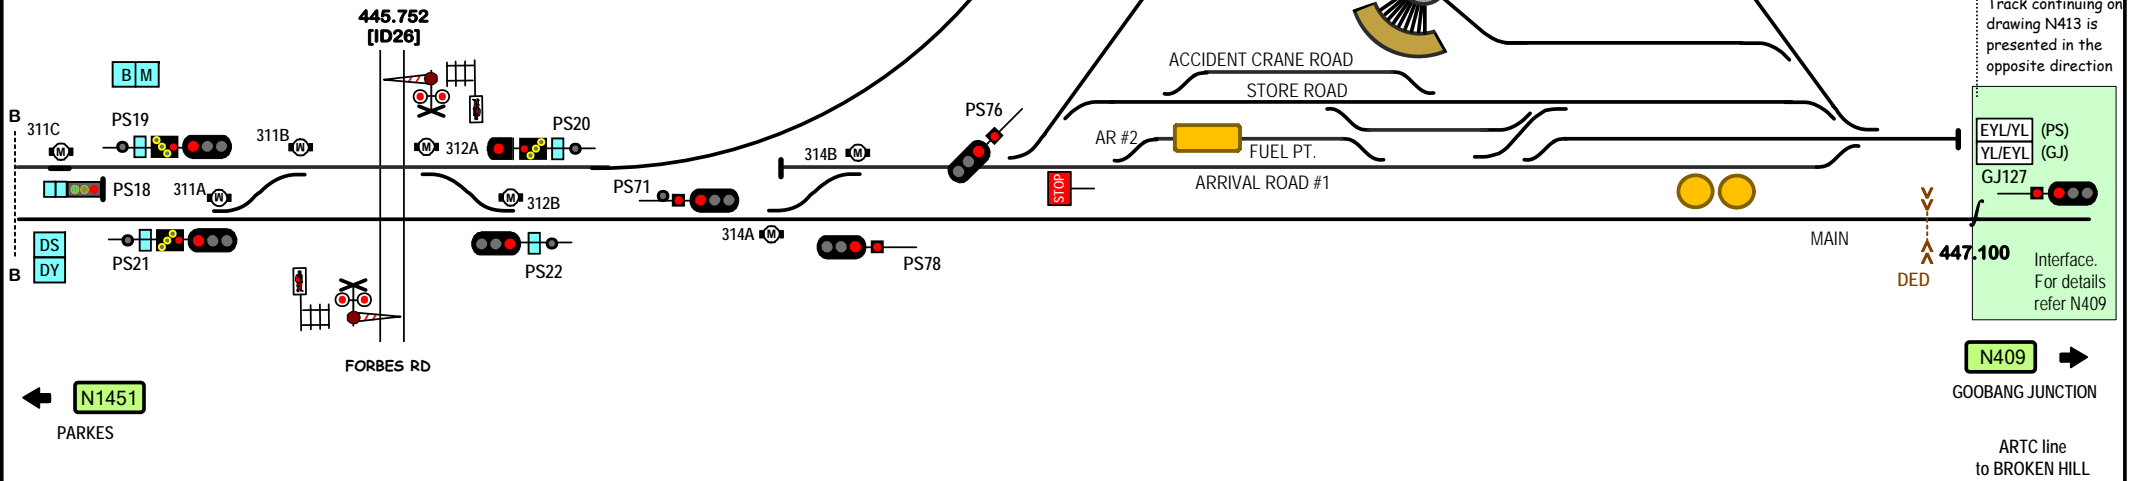 445.752
[ID26]
Track continuing on
drawing N413 is
presented in the
opposite direction
ACCIDENT CRANE ROAD
STORE ROAD
B M
B
311C
PS19
311B
M
M
M
312A
PS20
PS76
AR #2
FUEL PT.
EYL/YL (PS)
YL/EYL (GJ)
314B
M
PS18
311A
M
M
312B
PS71
STOP
ARRIVAL ROAD #1
GJ127
DS
DY
B
PS21
PS22
314A
M
PS78
MAIN
447.100
DED
Interface.
For details
refer N409
FORBES RD
N409
GOOBANG JUNCTION
N1451
PARKES
ARTC line
to BROKEN HILL